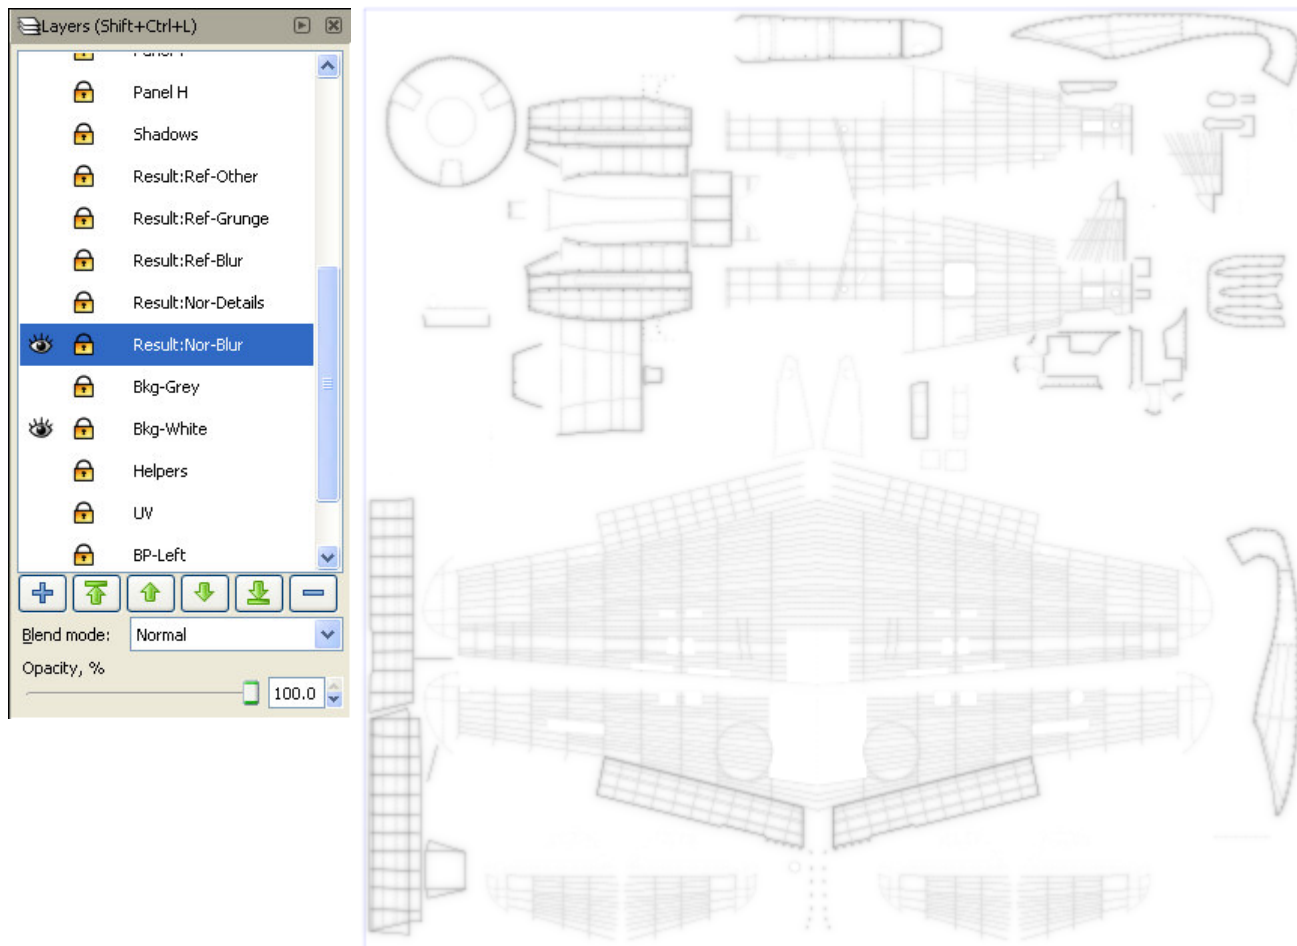 Layers (Shift+Ctrl+L)
Panel H
Shadows
Result:Ref-Other
Result:Ref-Grunge
Result:Ref-Blur
Result:Nor-Details
Result:Nor-Blur
Bkg-Grey
Bkg-White
Helpers
UV
BP-Left
Blend mode: Normal
Opacity, %
100.0